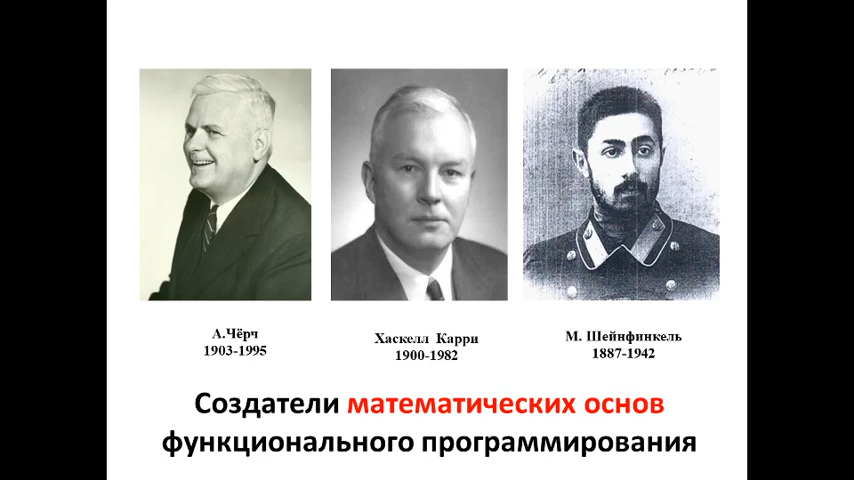 А.Чёрч
1903-1995
Хаскелл Карри
1900-1982
М. Шейнфинкель
1887-1942
Создатели математических основ
функционального программирования